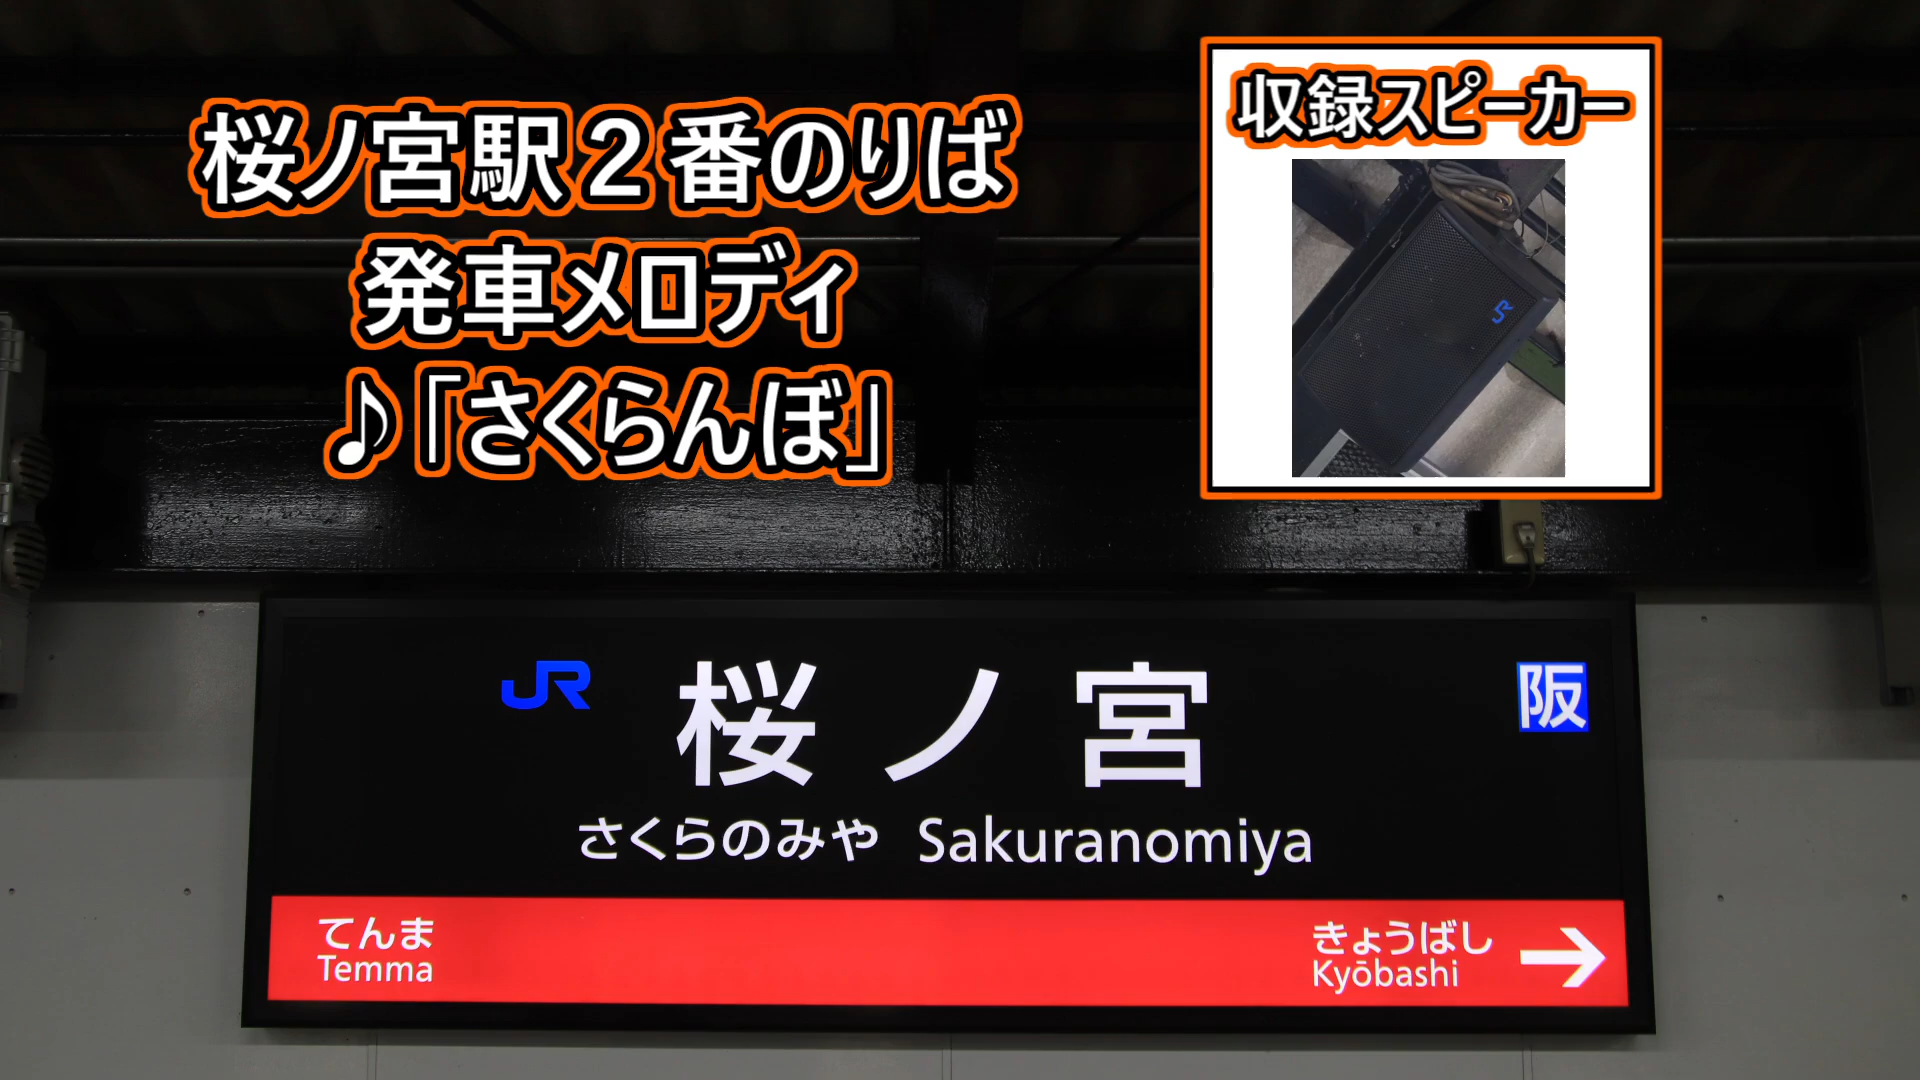 桜ノ宮駅２番のりば
発車メロディ
♪「さくらんぼ」
収録スピーカー
JR
JR 桜ノ宮 阪
さくらのみや Sakuranomiya
てんま
Temma
きょうばし →
Kyōbashi